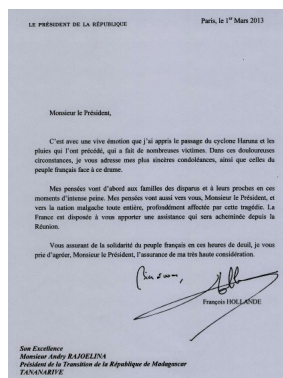 LE PRÉSIDENT DE LA RÉPUBLIQUE
Paris, le 1er Mars 2013
Monsieur le Président,
C'est avec une vive émotion que j'ai appris le passage du cyclone Haruna et les
pluies qui l'ont précédé, qui a fait de nombreuses victimes. Dans ces douloureuses
circonstances, je vous adresse mes plus sincères condoléances, ainsi que celles du
peuple français face à ce drame.
Mes pensées vont d'abord aux familles des disparus et à leurs proches en ces
moments d'intense peine. Mes pensées vont aussi vers vous, Monsieur le Président, et
vers la nation malgache toute entière, profondément affectée par cette tragédie. La
France est disposée à vous apporter une assistance qui sera acheminée depuis la
Réunion.
Vous assurant de la solidarité du peuple français en ces heures de deuil, je vous
prie d'agréer, Monsieur le Président, l'assurance de ma très haute considération.
François HOLLANDE
Son Excellence
Monsieur Andry RAJOELINA
Président de la Transition de la République de Madagascar
TANANARIVE